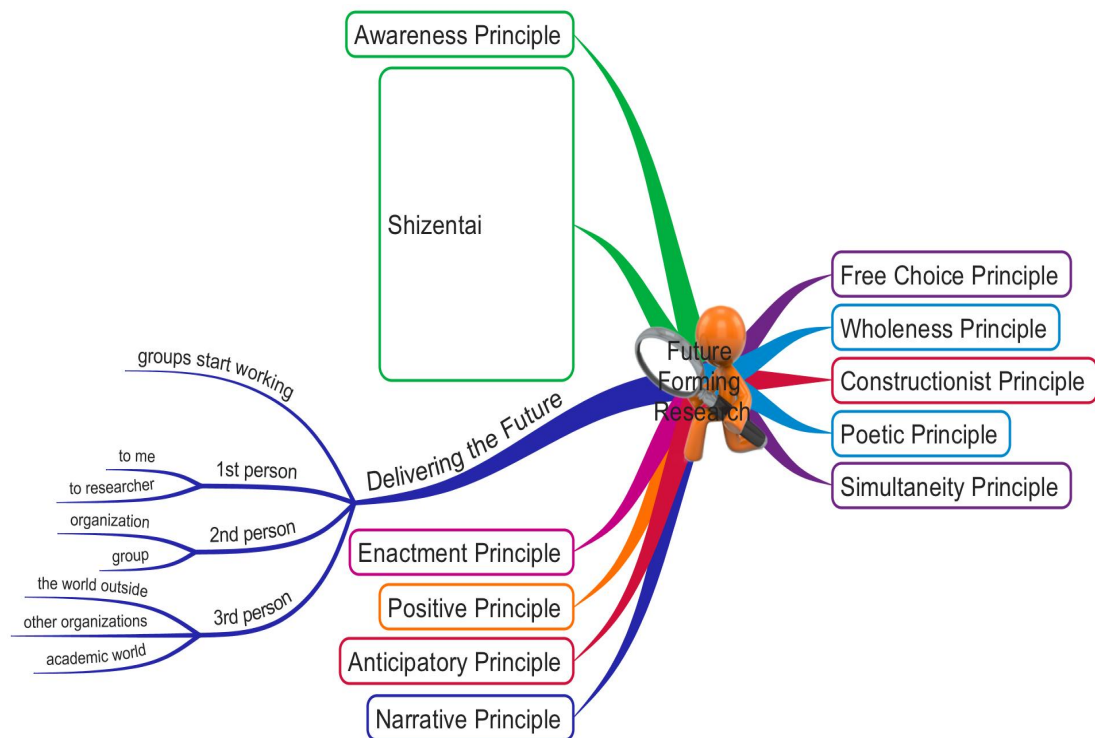 Awareness Principle
Shizentai
Future
Forming
Research
Free Choice Principle
Wholeness Principle
Constructionist Principle
Poetic Principle
Simultaneity Principle
Delivering the Future
groups start working
1st person
to me
to researcher
2nd person
organization
group
3rd person
the world outside
other organizations
academic world
Enactment Principle
Positive Principle
Anticipatory Principle
Narrative Principle